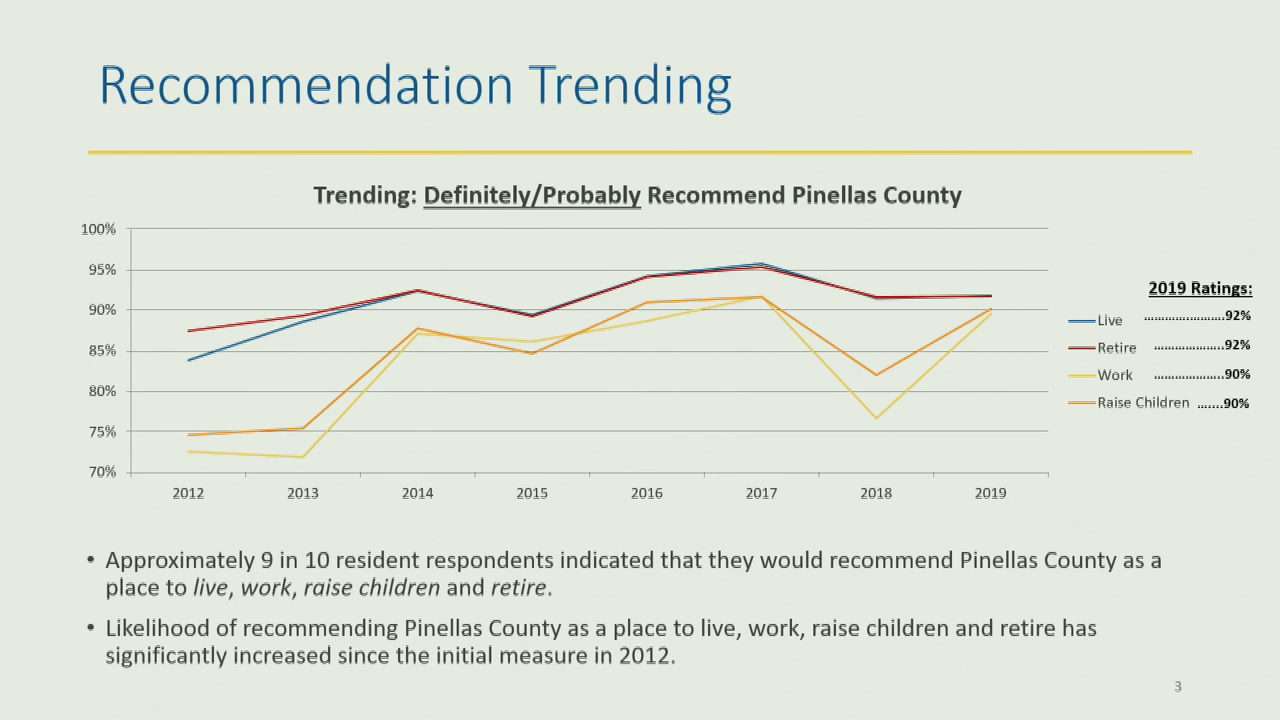 Recommendation Trending
Trending: Definitely/Probably Recommend Pinellas County
100%
95%
90%
85%
80%
75%
70%
2012 2013 2014 2015 2016 2017 2018 2019
2019 Ratings:
Live ........................92%
Retire ....................92%
Work ....................90%
Raise Children .......90%
• Approximately 9 in 10 resident respondents indicated that they would recommend Pinellas County as a
place to live, work, raise children and retire.
• Likelihood of recommending Pinellas County as a place to live, work, raise children and retire has
significantly increased since the initial measure in 2012.
3